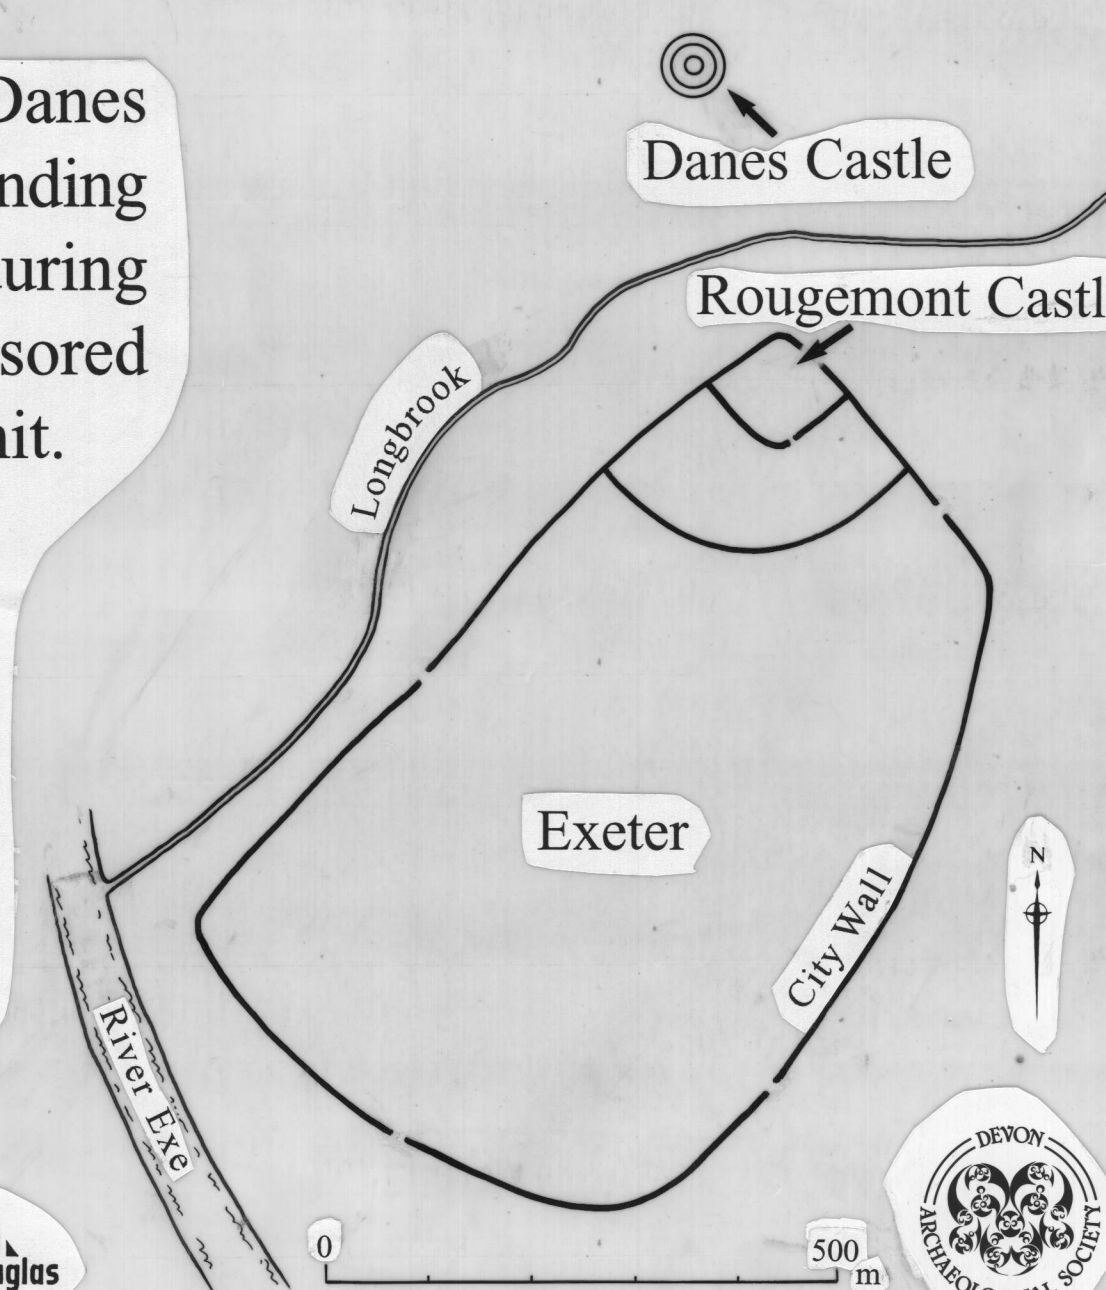 Danes
nding
uring
sored
it.
Danes Castle
Rougemont Castl
Longbrook
Exeter
City Wall
N
River Exe
0
500
m
DEVON
ARCHAEOLOGICAL SOCIETY
glas